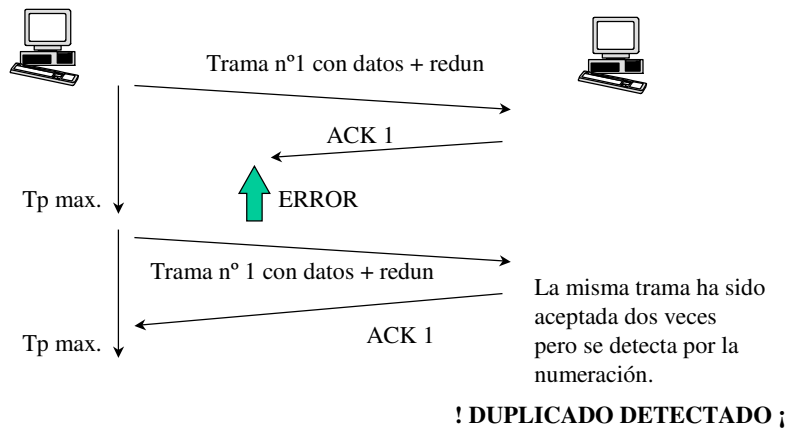 Trama nº1 con datos + redun
ACK 1
Tp max.
ERROR
Trama nº 1 con datos + redun
ACK 1
Tp max.
La misma trama ha sido
aceptada dos veces
pero se detecta por la
numeración.
! DUPLICADO DETECTADO ¡